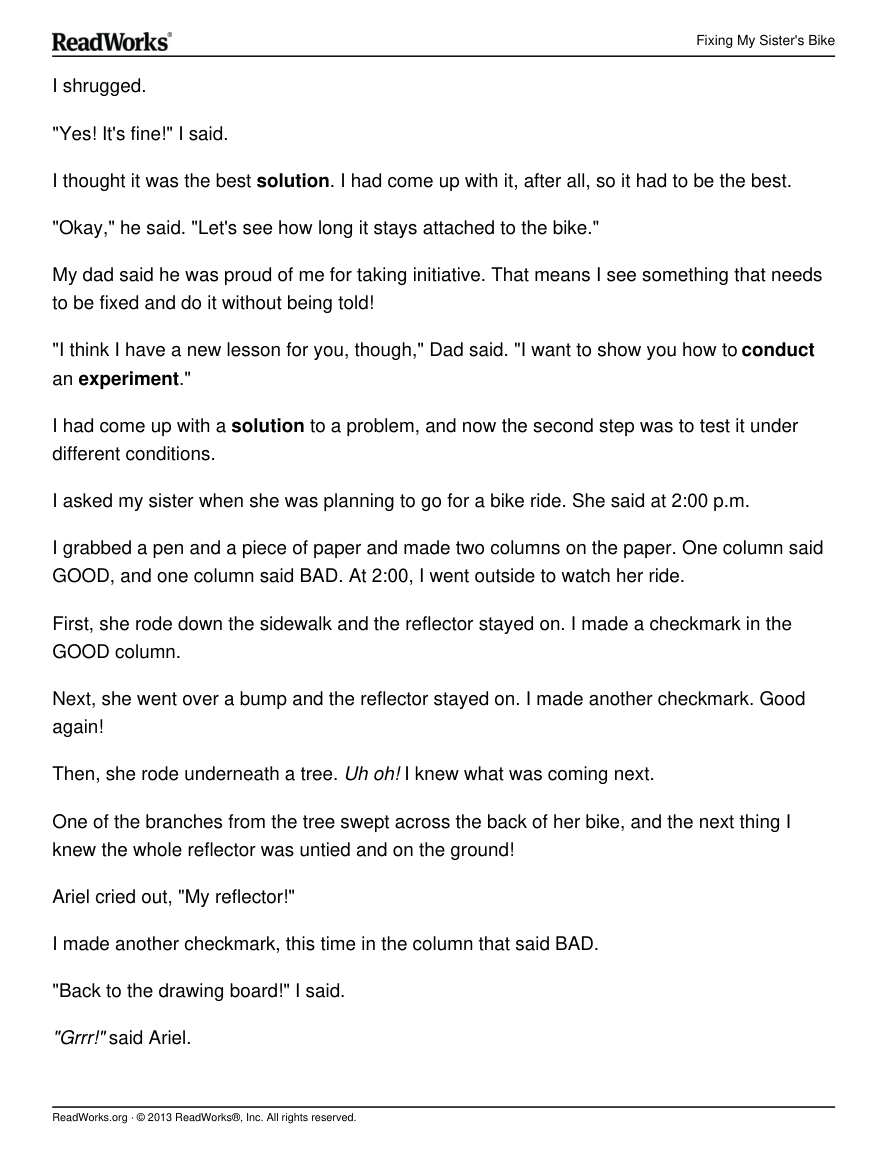 ReadWorks®
Fixing My Sister's Bike
I shrugged.
"Yes! It's fine!" I said.
I thought it was the best solution. I had come up with it, after all, so it had to be the best.
"Okay," he said. "Let's see how long it stays attached to the bike."
My dad said he was proud of me for taking initiative. That means I see something that needs
to be fixed and do it without being told!
"I think I have a new lesson for you, though," Dad said. "I want to show you how to conduct
an experiment."
I had come up with a solution to a problem, and now the second step was to test it under
different conditions.
I asked my sister when she was planning to go for a bike ride. She said at 2:00 p.m.
I grabbed a pen and a piece of paper and made two columns on the paper. One column said
GOOD, and one column said BAD. At 2:00, I went outside to watch her ride.
First, she rode down the sidewalk and the reflector stayed on. I made a checkmark in the
GOOD column.
Next, she went over a bump and the reflector stayed on. I made another checkmark. Good
again!
Then, she rode underneath a tree. Uh oh! I knew what was coming next.
One of the branches from the tree swept across the back of her bike, and the next thing I
knew the whole reflector was untied and on the ground!
Ariel cried out, "My reflector!"
I made another checkmark, this time in the column that said BAD.
"Back to the drawing board!" I said.
"Grrr!" said Ariel.
ReadWorks.org · © 2013 ReadWorks®, Inc. All rights reserved.